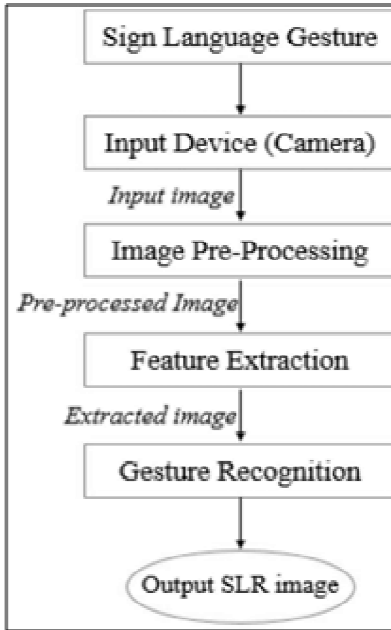 Sign Language Gesture
Input Device (Camera)
Input image
Image Pre-Processing
Pre-processed Image
Feature Extraction
Extracted image
Gesture Recognition
Output SLR image